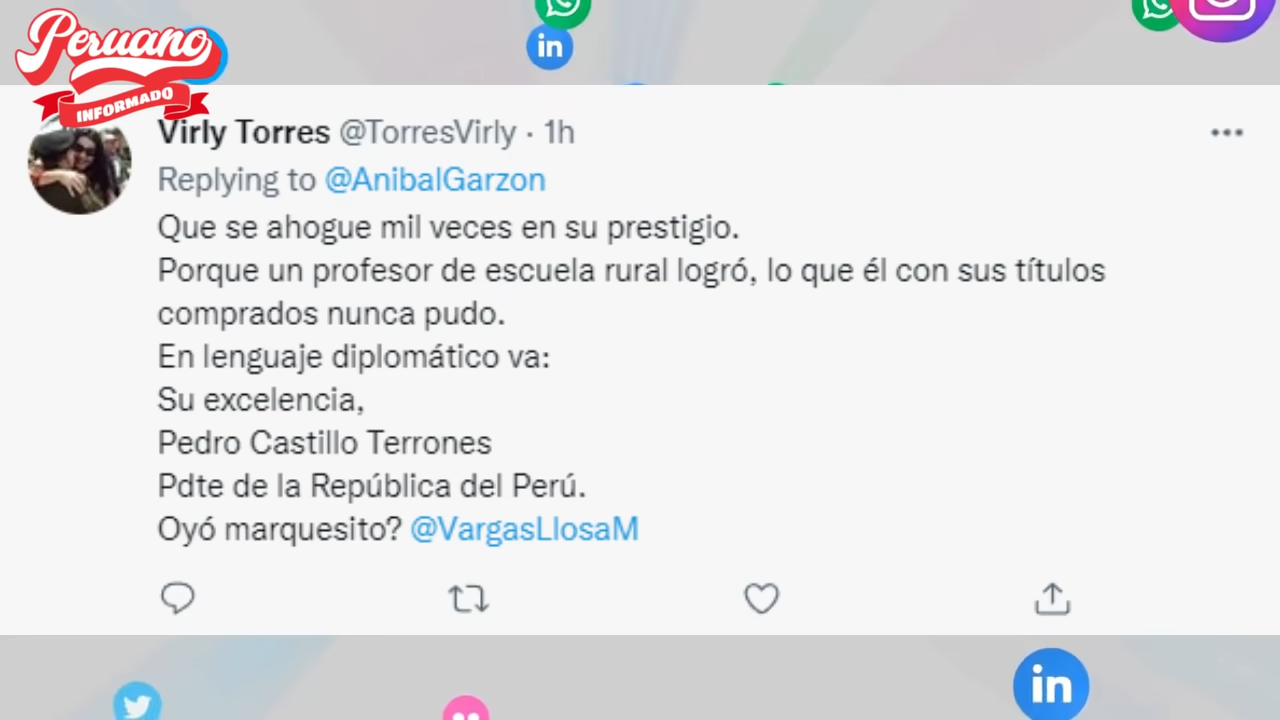 Peruano
INFORMADO
in
Virly Torres @TorresVirly · 1h
Replying to @AnibalGarzon
Que se ahogue mil veces en su prestigio.
Porque un profesor de escuela rural logró, lo que él con sus títulos
comprados nunca pudo.
En lenguaje diplomático va:
Su excelencia,
Pedro Castillo Terrones
Pdte de la República del Perú.
Oyó marquesito? @VargasLlosaM
in